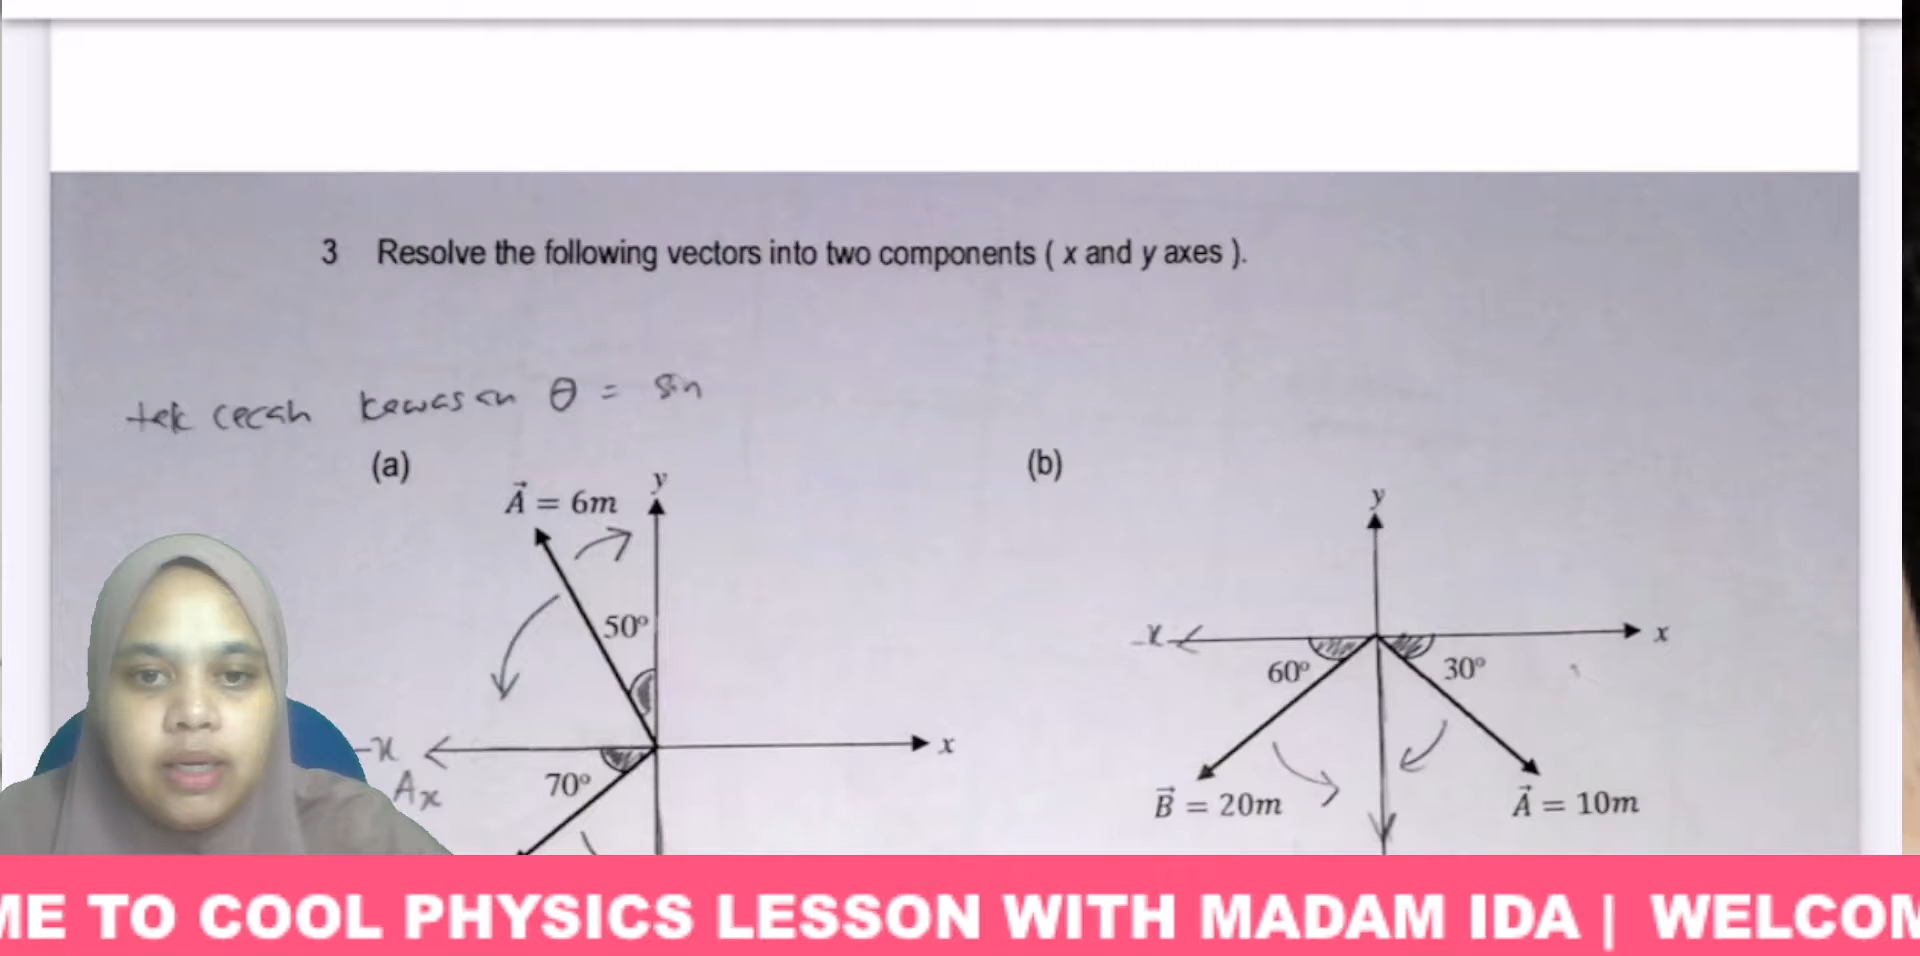 3 Resolve the following vectors into two components ( x and y axes ).
tak cecah kawasan θ = sin
(a)
(b)
y
A⃗ = 6m
y
50°
-x
x
60°
30°
-x
x
70°
Ax
B⃗ = 20m
A⃗ = 10m
ME TO COOL PHYSICS LESSON WITH MADAM IDA | WELCOM